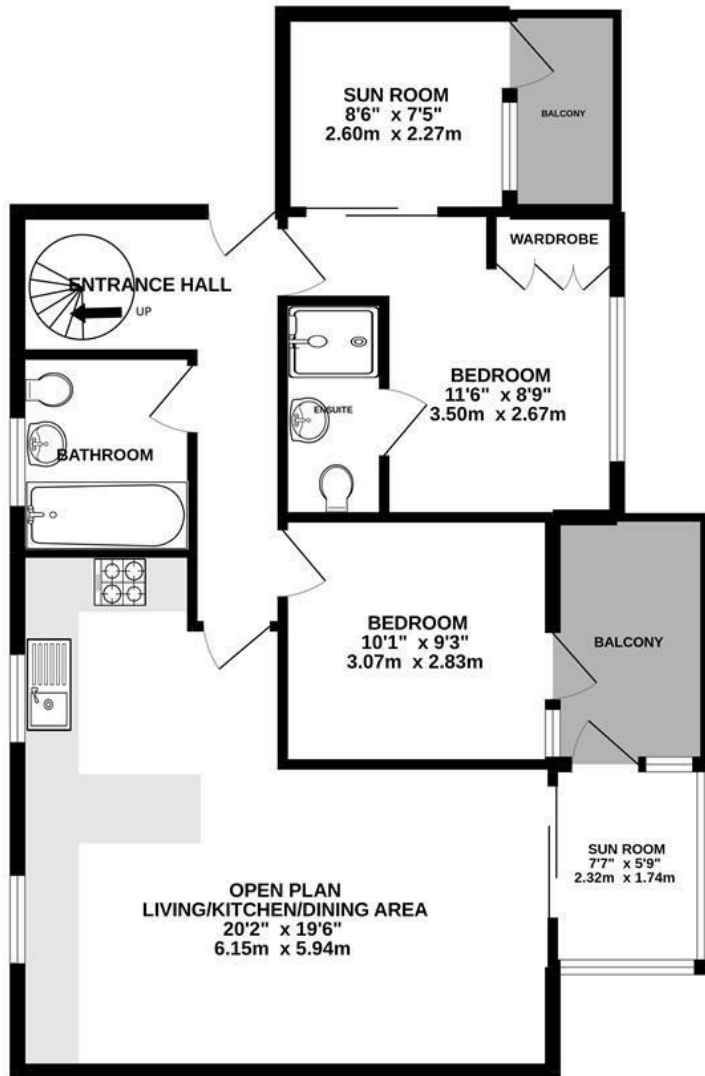 SUN ROOM
8'6" x 7'5"
2.60m x 2.27m
BALCONY
WARDROBE
ENTRANCE HALL
UP
BEDROOM
11'6" x 8'9"
3.50m x 2.67m
ENSUITE
BATHROOM
BEDROOM
10'1" x 9'3"
3.07m x 2.83m
BALCONY
SUN ROOM
7'7" x 5'9"
2.32m x 1.74m
OPEN PLAN
LIVING/KITCHEN/DINING AREA
20'2" x 19'6"
6.15m x 5.94m